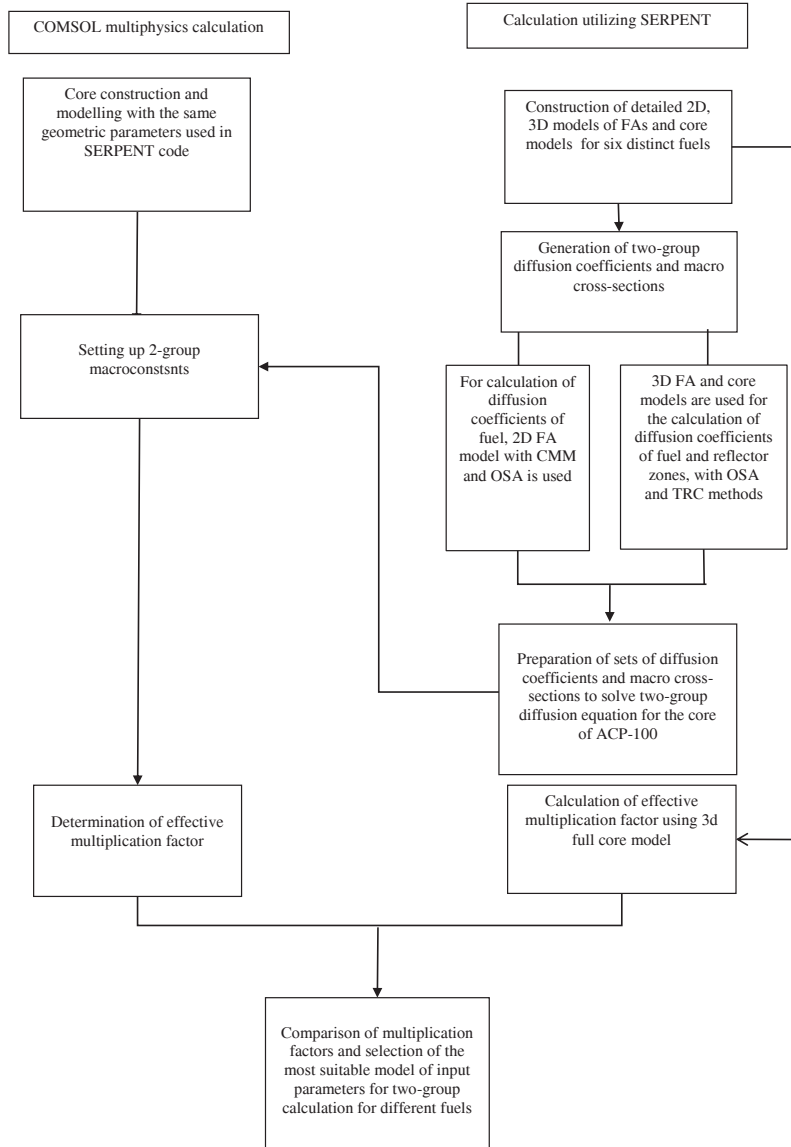 COMSOL multiphysics calculation
Calculation utilizing SERPENT
Core construction and
modelling with the same
geometric parameters used in
SERPENT code
Construction of detailed 2D,
3D models of FAs and core
models for six distinct fuels
Generation of two-group
diffusion coefficients and macro
cross-sections
Setting up 2-group
macroconstsnts
For calculation of
diffusion
coefficients of
fuel, 2D FA
model with CMM
and OSA is used
3D FA and core
models are used for
the calculation of
diffusion coefficients
of fuel and reflector
zones, with OSA
and TRC methods
Preparation of sets of diffusion
coefficients and macro cross-
sections to solve two-group
diffusion equation for the core
of ACP-100
Determination of effective
multiplication factor
Calculation of effective
multiplication factor using 3d
full core model
Comparison of multiplication
factors and selection of the
most suitable model of input
parameters for two-group
calculation for different fuels